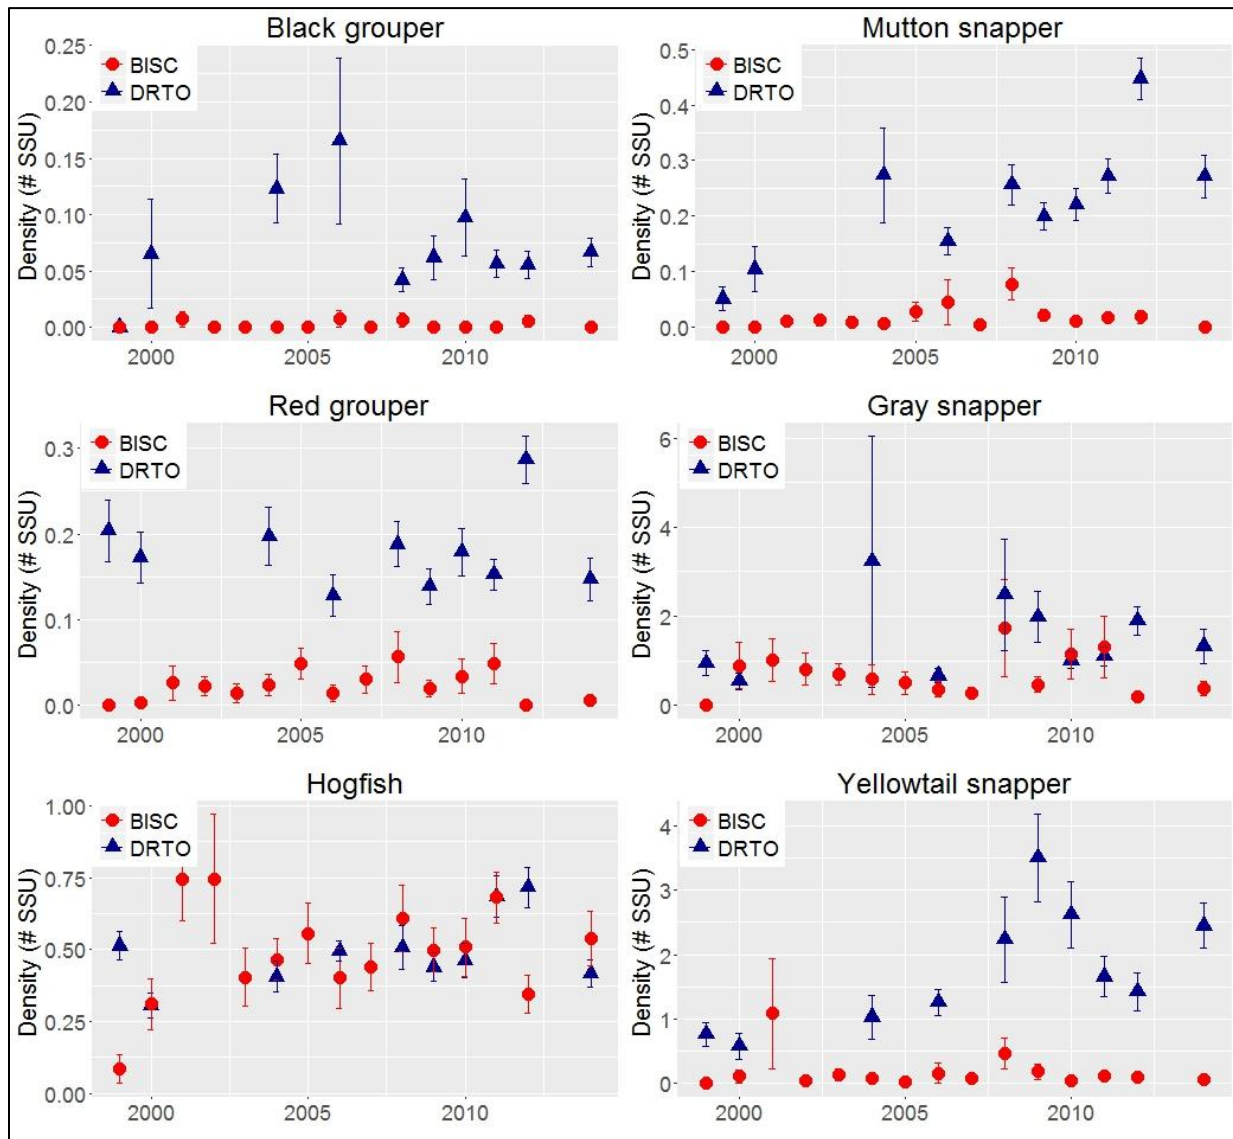 Black grouper
BISC
DRTO
Density (# SSU)
0.25
0.20
0.15
0.10
0.05
0.00
2000 2005 2010
Mutton snapper
BISC
DRTO
Density (# SSU)
0.5
0.4
0.3
0.2
0.1
0.0
2000 2005 2010
Red grouper
BISC
DRTO
Density (# SSU)
0.3
0.2
0.1
0.0
2000 2005 2010
Gray snapper
BISC
DRTO
Density (# SSU)
6
4
2
0
2000 2005 2010
Hogfish
BISC
DRTO
Density (# SSU)
1.00
0.75
0.50
0.25
0.00
2000 2005 2010
Yellowtail snapper
BISC
DRTO
Density (# SSU)
4
3
2
1
0
2000 2005 2010